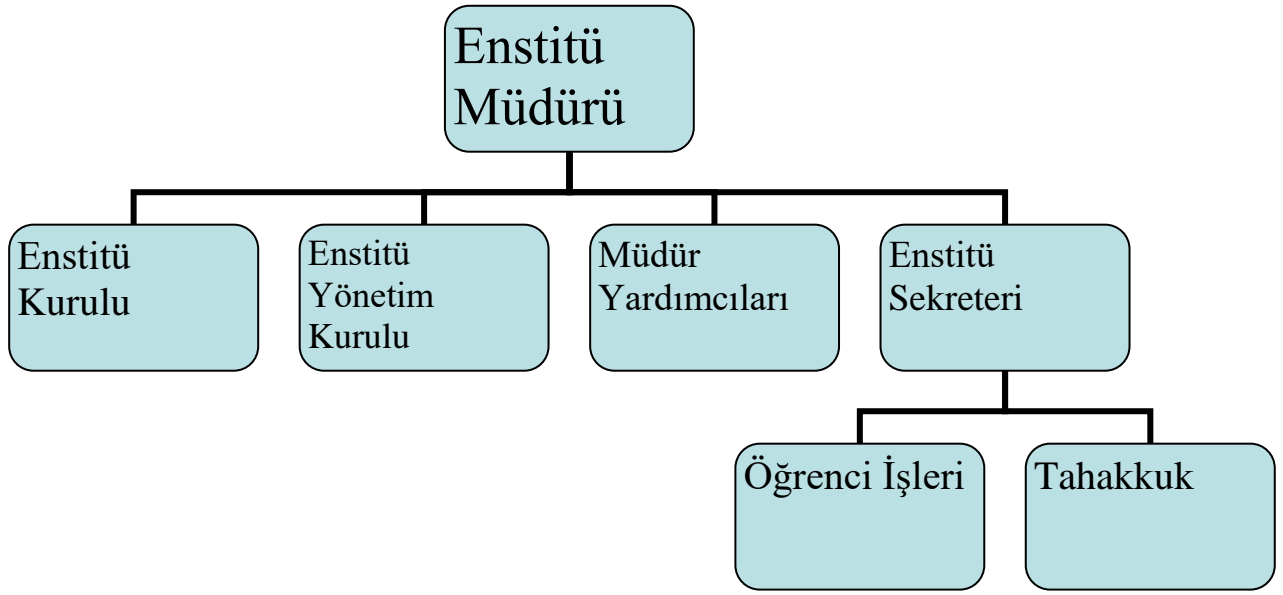 Enstitü
Müdürü
Enstitü
Kurulu
Enstitü
Yönetim
Kurulu
Müdür
Yardımcıları
Enstitü
Sekreteri
Öğrenci İşleri
Tahakkuk